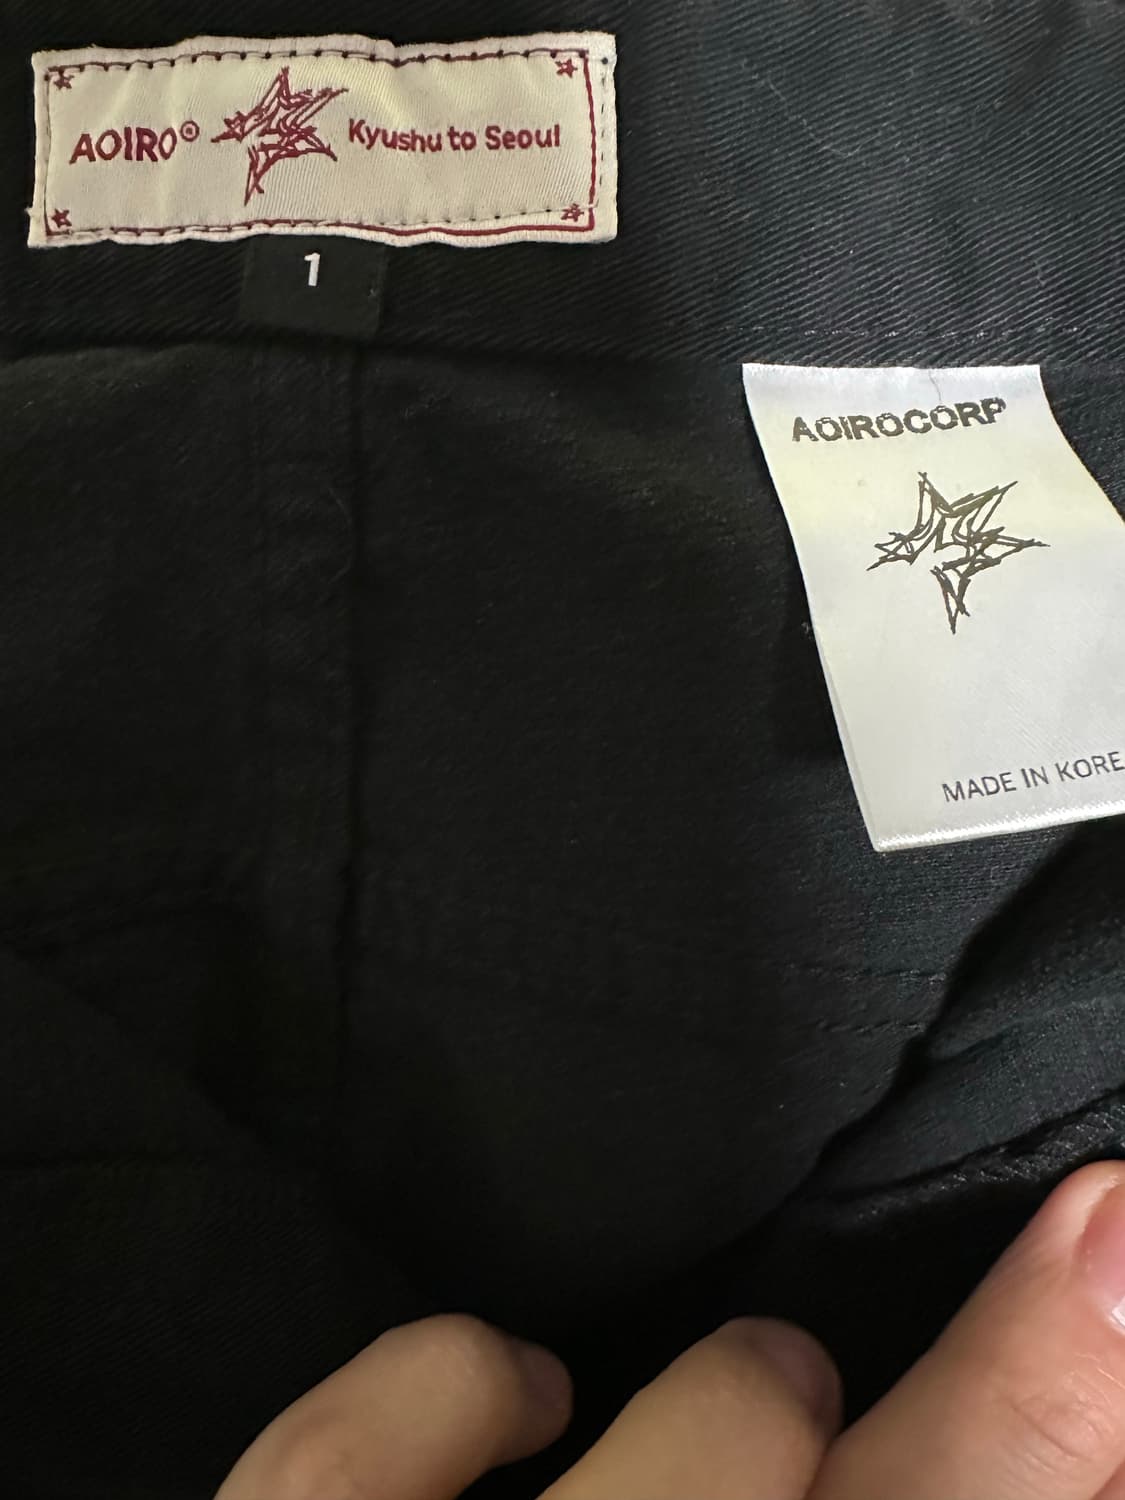 AOIRO® Kyushu to Seoul
1
AOIROCORP
MADE IN KORE